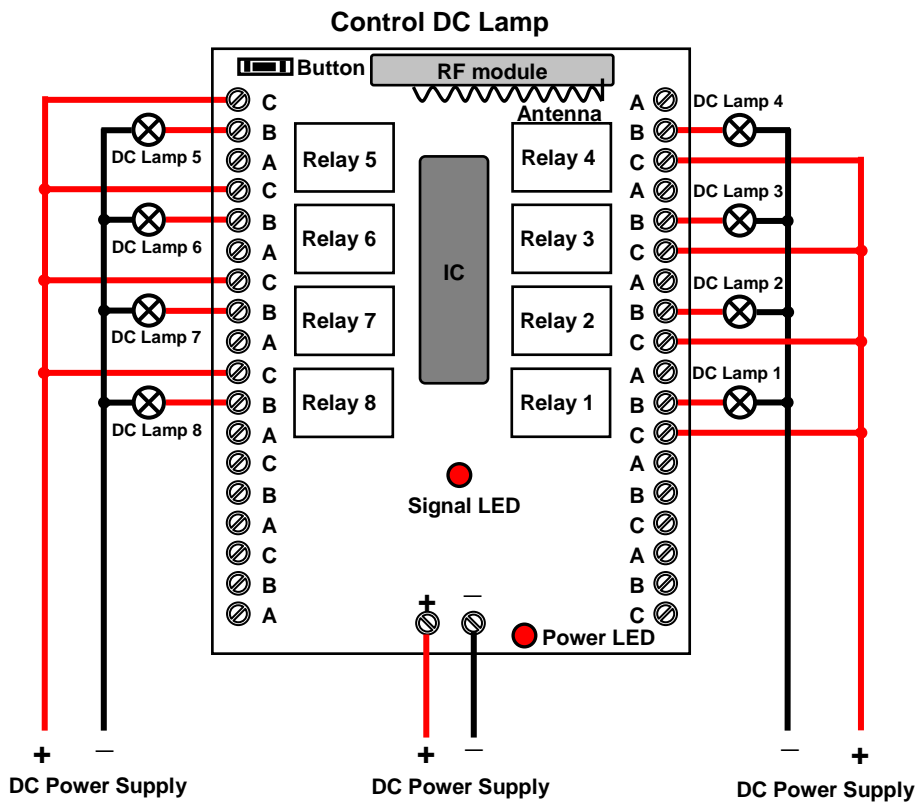 Control DC Lamp
Button
RF module
Antenna
C
B
A
C
B
A
C
B
A
C
B
A
C
B
A
C
B
A
DC Lamp 5
DC Lamp 6
DC Lamp 7
DC Lamp 8
Relay 5
Relay 6
Relay 7
Relay 8
IC
Relay 4
Relay 3
Relay 2
Relay 1
A
B
C
A
B
C
A
B
C
A
B
C
A
B
C
A
B
C
DC Lamp 4
DC Lamp 3
DC Lamp 2
DC Lamp 1
Signal LED
+ –
Power LED
+ –
DC Power Supply
+ –
DC Power Supply
– +
DC Power Supply